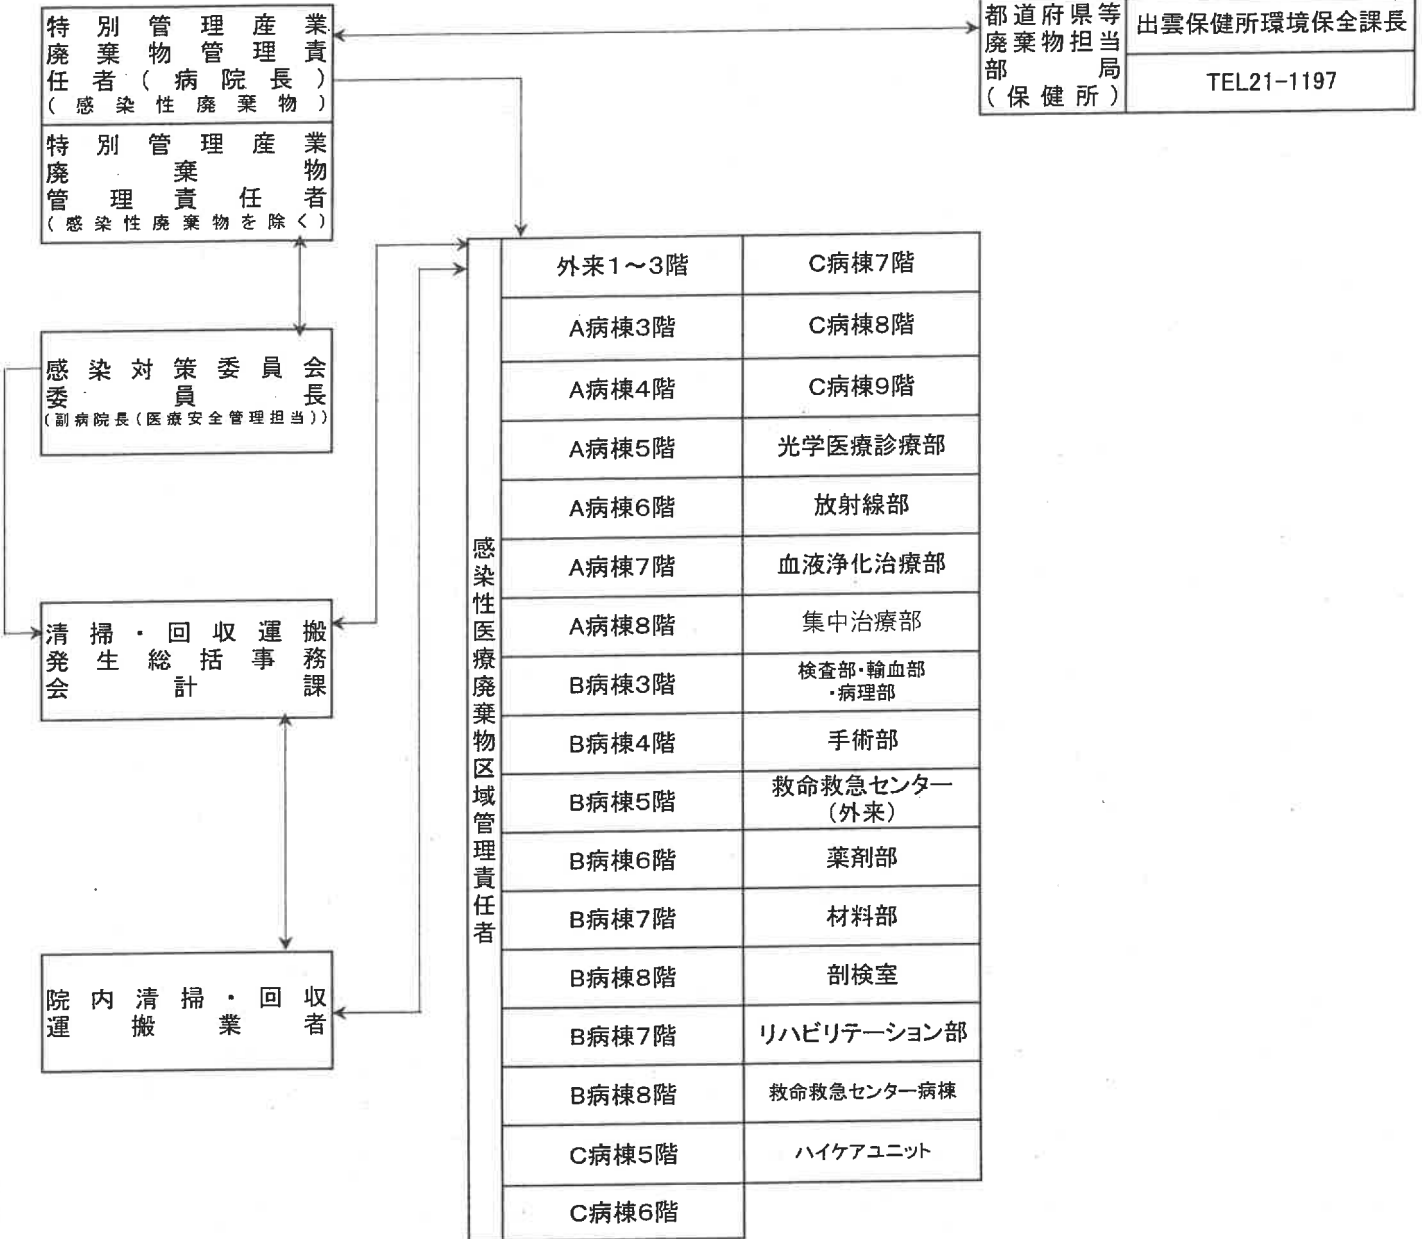 特別管理産業
廃棄物管理責
任者(病院長)
(感染性廃棄物)
特別管理産業
廃棄物
管理責任者
(感染性廃棄物を除く)
都道府県等
廃棄物担当
部局
(保健所)
出雲保健所環境保全課長
TEL21-1197
感染対策委員会
委員長
(副病院長(医療安全管理担当))
清掃・回収運搬
発生総括事務
会計課
院内清掃・回収
運搬業者
感染性医療廃棄物区域管理責任者
外来1～3階
C病棟7階
A病棟3階
C病棟8階
A病棟4階
C病棟9階
A病棟5階
光学医療診療部
A病棟6階
放射線部
A病棟7階
血液浄化治療部
A病棟8階
集中治療部
B病棟3階
検査部・輸血部
・病理部
B病棟4階
手術部
B病棟5階
救命救急センター
(外来)
B病棟6階
薬剤部
B病棟7階
材料部
B病棟8階
剖検室
B病棟7階
リハビリテーション部
B病棟8階
救命救急センター病棟
C病棟5階
ハイケアユニット
C病棟6階